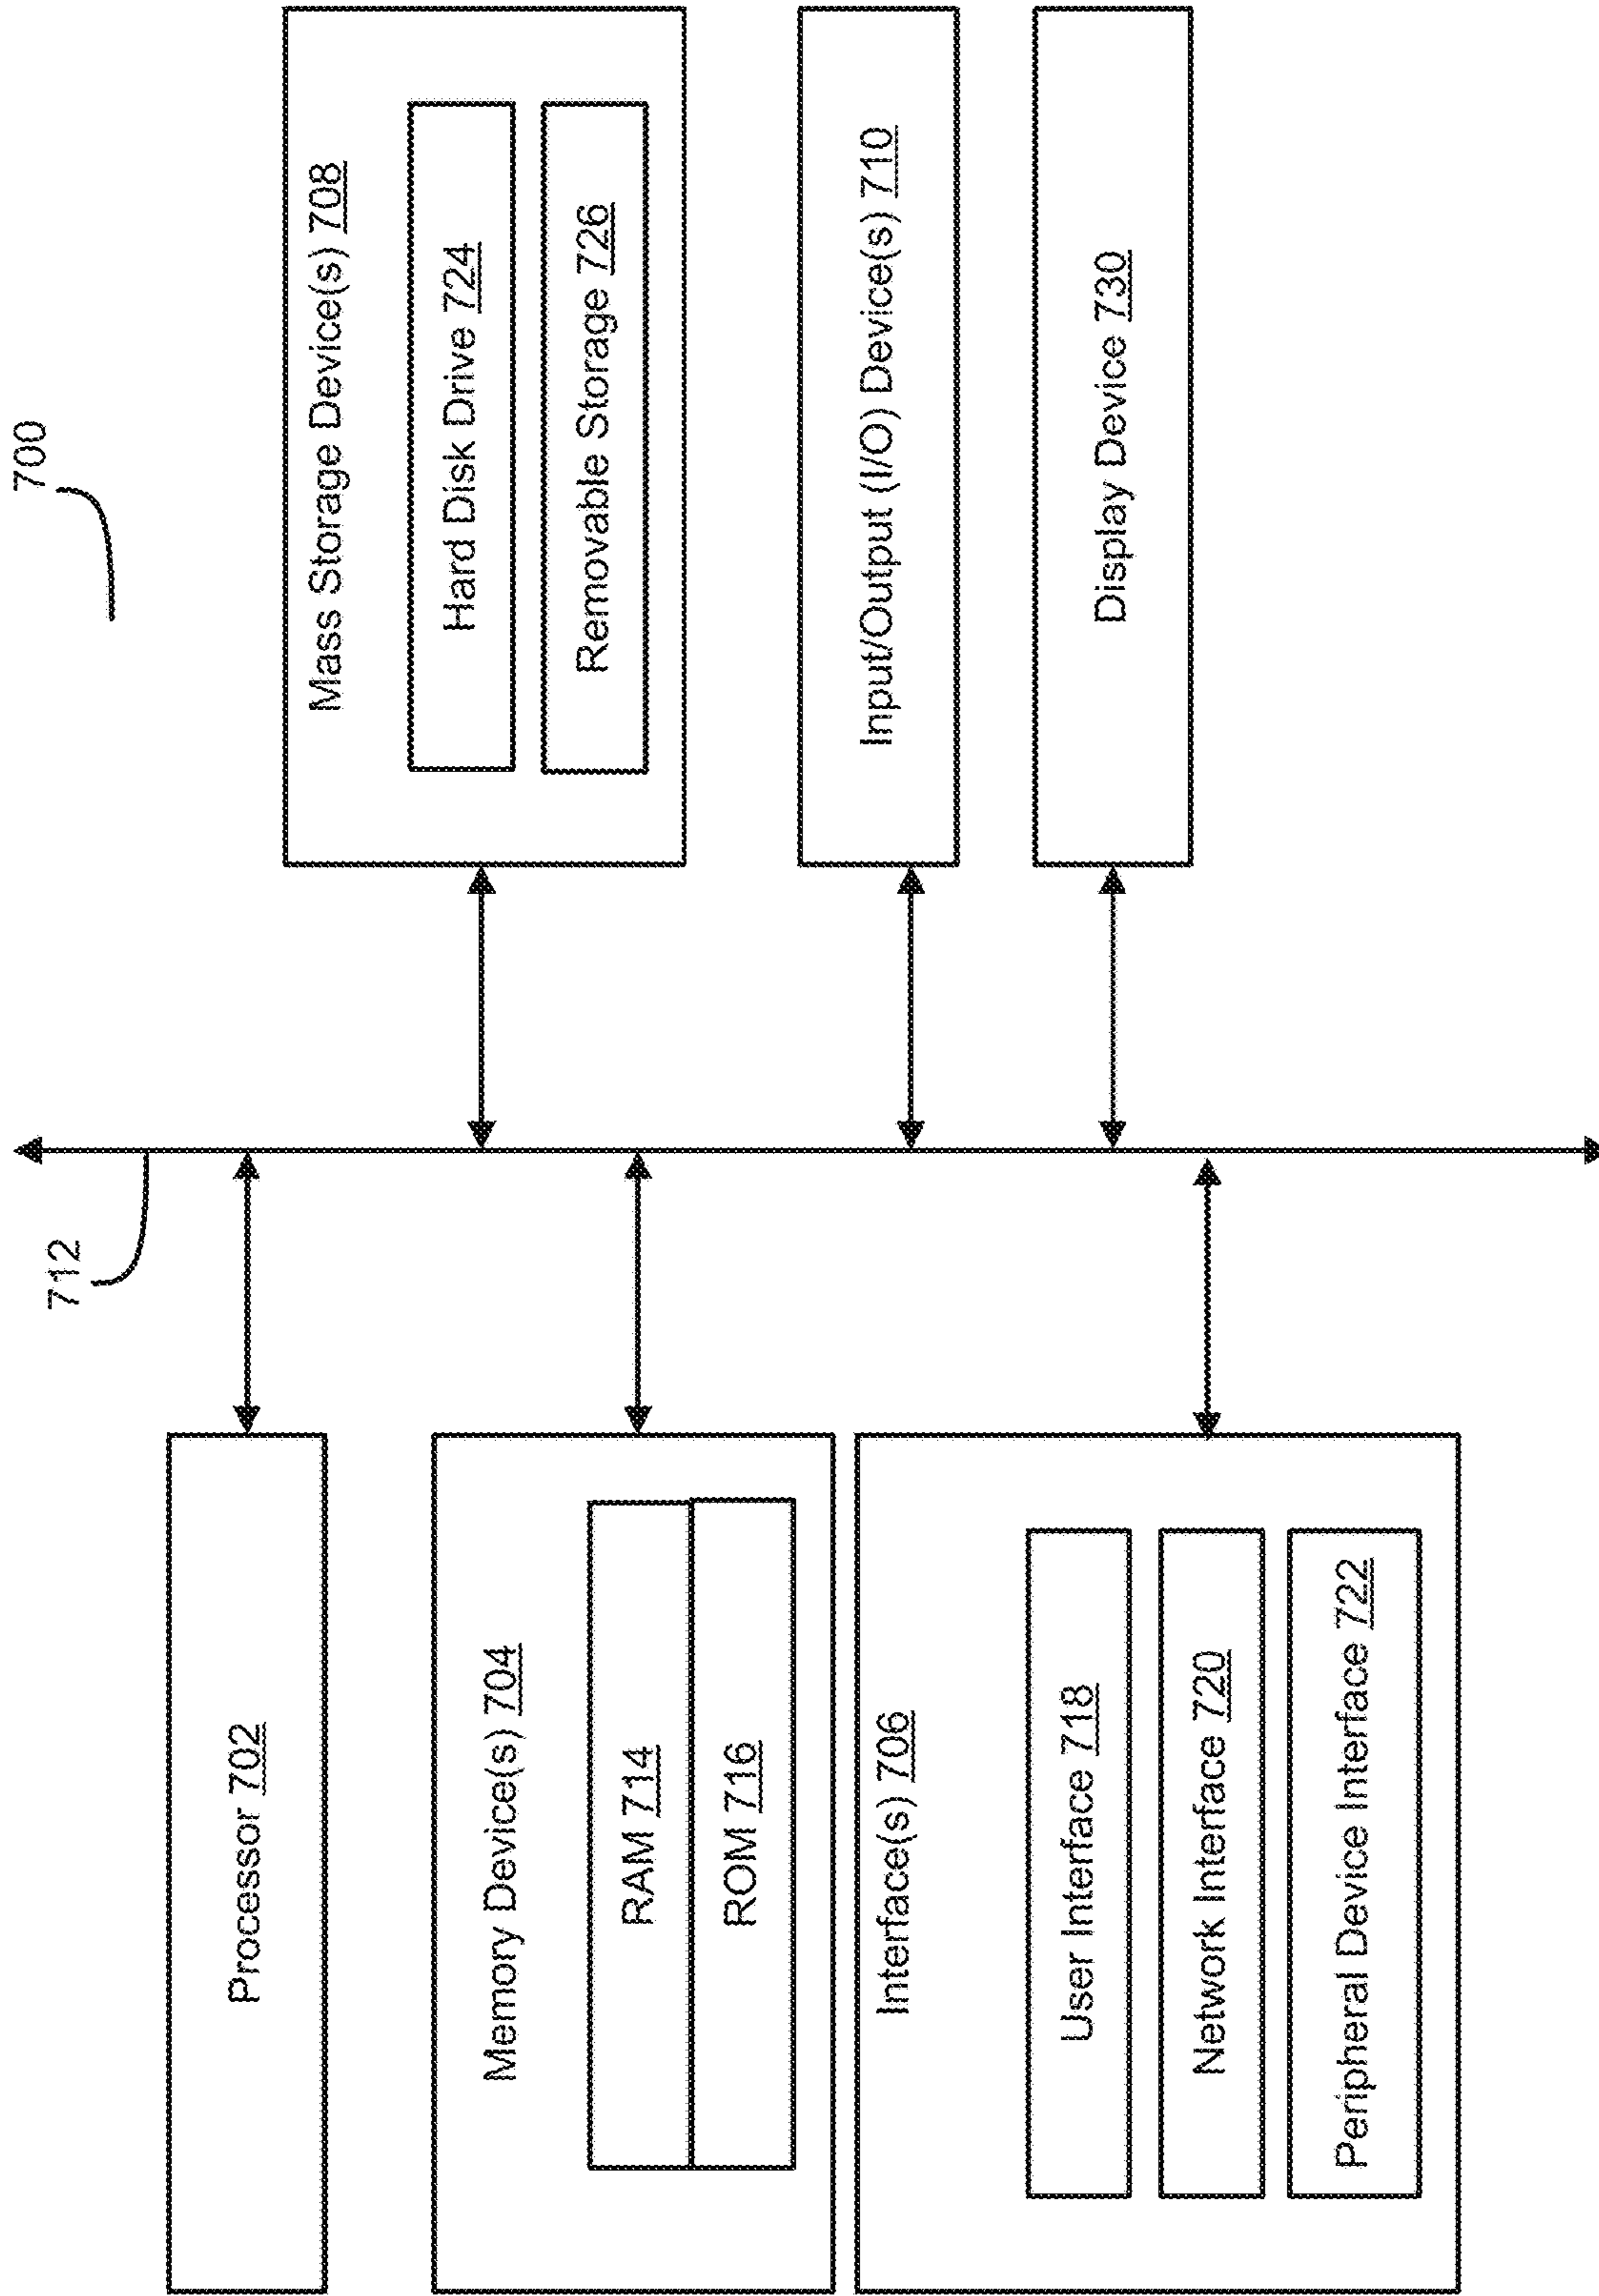 700
712
Processor 702
Memory Device(s) 704
RAM 714
ROM 716
Interface(s) 706
User Interface 718
Network Interface 720
Peripheral Device Interface 722
Mass Storage Device(s) 708
Hard Disk Drive 724
Removable Storage 726
Input/Output (I/O) Device(s) 710
Display Device 730